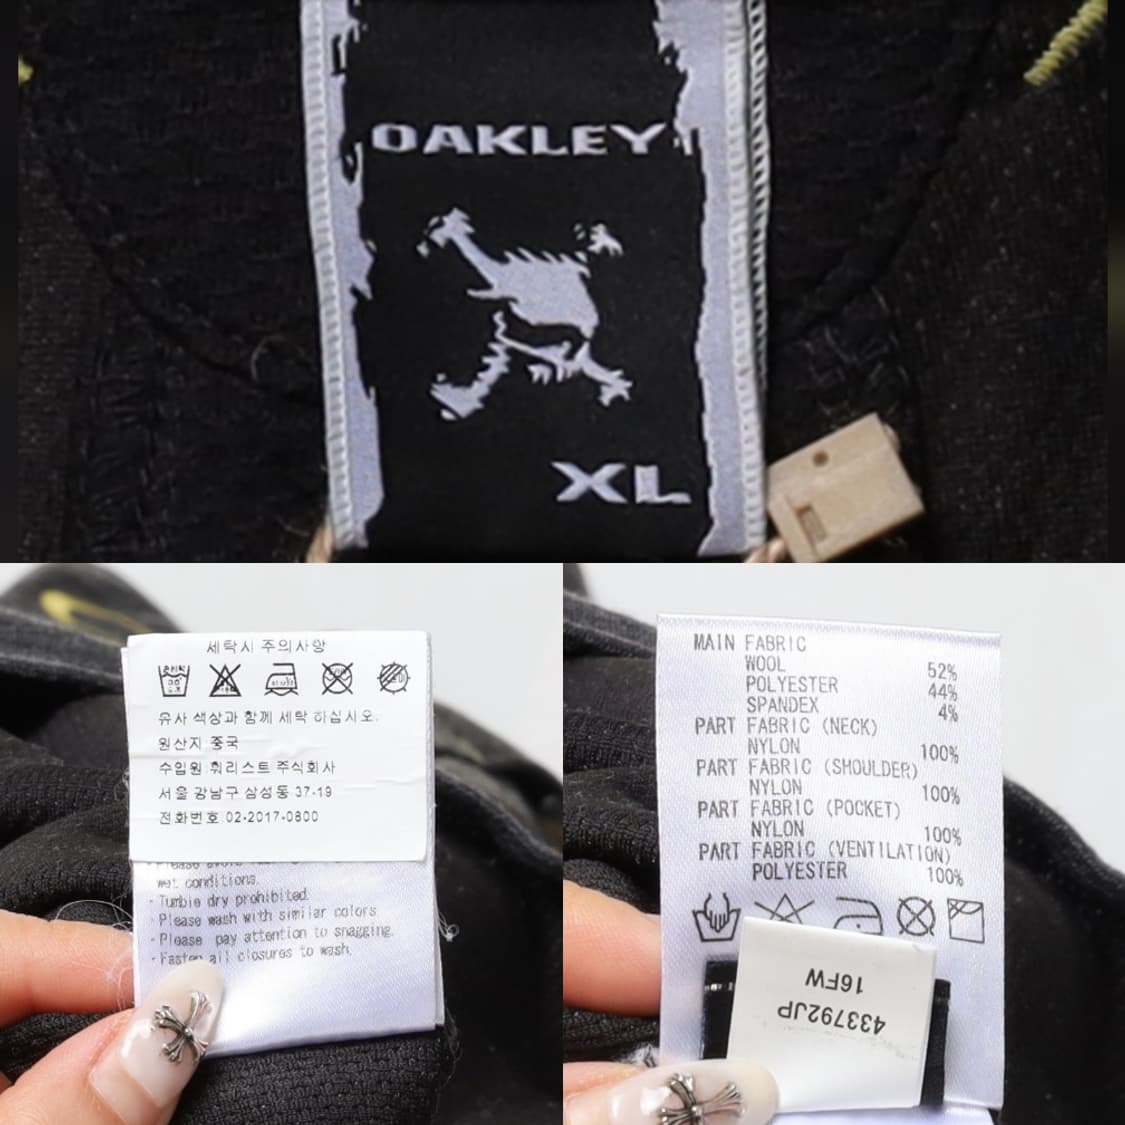 OAKLEY
XL
세탁시 주의사항
유사 색상과 함께 세탁 하십시오.
원산지 중국
수입원 훠리스트 주식회사
서울 강남구 삼성동 37-19
전화번호 02-2017-0800
wet conditions.
- Tumble dry prohibited.
- Please wash with similar colors
- Please pay attention to snagging.
- Fasten all closures to wash.
MAIN FABRIC
WOOL 52%
POLYESTER 44%
SPANDEX 4%
PART FABRIC (NECK)
NYLON 100%
PART FABRIC (SHOULDER)
NYLON 100%
PART FABRIC (POCKET)
NYLON 100%
PART FABRIC (VENTILATION)
POLYESTER 100%
433792JP
16FW